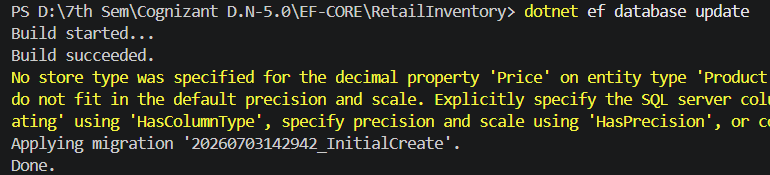 PS D:\7th Sem\Cognizant D.N-5.0\EF-CORE\RetailInventory> dotnet ef database update
Build started...
Build succeeded.
No store type was specified for the decimal property 'Price' on entity type 'Product
do not fit in the default precision and scale. Explicitly specify the SQL server colu
ating' using 'HasColumnType', specify precision and scale using 'HasPrecision', or co
Applying migration '20260703142942_InitialCreate'.
Done.